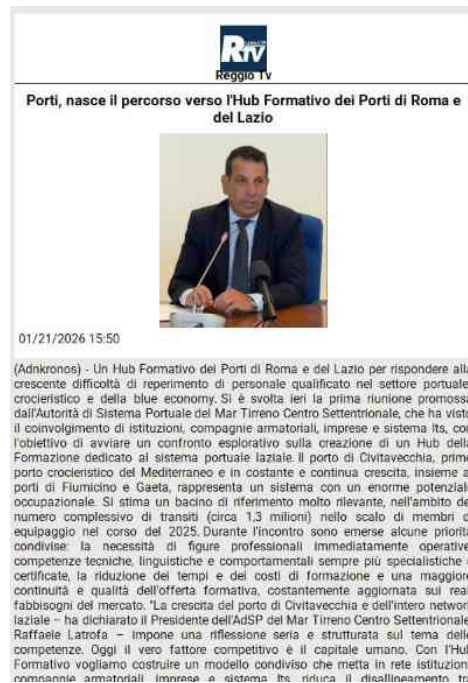 RTV
Reggio Tv
Porti, nasce il percorso verso l'Hub Formativo dei Porti di Roma e
del Lazio
01/21/2026 15:50
(Adnkronos) - Un Hub Formativo dei Porti di Roma e del Lazio per rispondere alla
crescente difficoltà di reperimento di personale qualificato nel settore portuale,
crocieristico e della blue economy. Si è svolta ieri la prima riunione promossa
dall'Autorità di Sistema Portuale del Mar Tirreno Centro Settentrionale, che ha visto
il coinvolgimento di istituzioni, compagnie armatoriali, imprese e sistema Its, con
l'obiettivo di avviare un confronto esplorativo sulla creazione di un Hub della
Formazione dedicato al sistema portuale laziale. Il porto di Civitavecchia, primo
porto crocieristico del Mediterraneo e in costante e continua crescita, insieme ai
porti di Fiumicino e Gaeta, rappresenta un sistema con un enorme potenziale
occupazionale. Si stima un bacino di riferimento molto rilevante, nell'ambito del
numero complessivo di transiti (circa 1,3 milioni) nello scalo di membri di
equipaggio nel corso del 2025. Durante l'incontro sono emerse alcune priorità
condivise: la necessità di figure professionali immediatamente operative,
competenze tecniche, linguistiche e comportamentali sempre più specialistiche e
certificate, la riduzione dei tempi e dei costi di formazione e una maggiore
continuità e qualità dell'offerta formativa, costantemente aggiornata sui reali
fabbisogni del mercato. "La crescita del porto di Civitavecchia e dell'intero network
laziale – ha dichiarato il Presidente dell'AdSP del Mar Tirreno Centro Settentrionale,
Raffaele Latrofa – impone una riflessione seria e strutturata sul tema delle
competenze. Oggi il vero fattore competitivo è il capitale umano. Con l'Hub
Formativo vogliamo costruire un modello condiviso che metta in rete istituzioni,
compagnie armatoriali, imprese e sistema Its, riduca il disallineamento tra